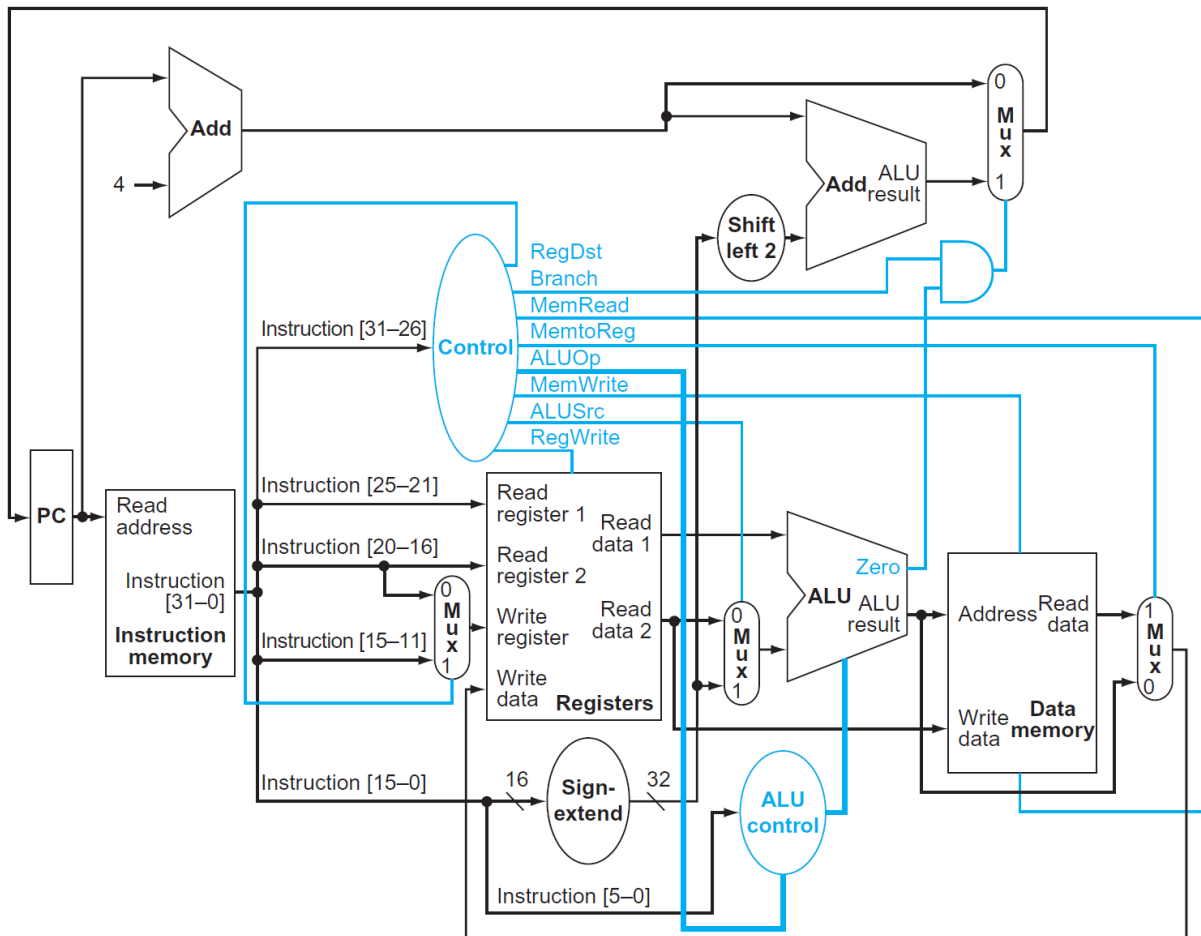 Add
4
0
Mux
1
Add
ALU
result
Shift
left 2
RegDst
Branch
MemRead
MemtoReg
ALUOp
MemWrite
ALUSrc
RegWrite
Control
Instruction [31–26]
PC
Read
address
Instruction
[31–0]
Instruction
memory
Instruction [25–21]
Instruction [20–16]
Instruction [15–11]
0
Mux
1
Read
register 1
Read
register 2
Write
register
Write
data
Read
data 1
Read
data 2
Registers
0
Mux
1
Zero
ALU
ALU
result
Address
Read
data
Write
data
Data
memory
1
Mux
0
Instruction [15–0]
16
Sign-
extend
32
ALU
control
Instruction [5–0]